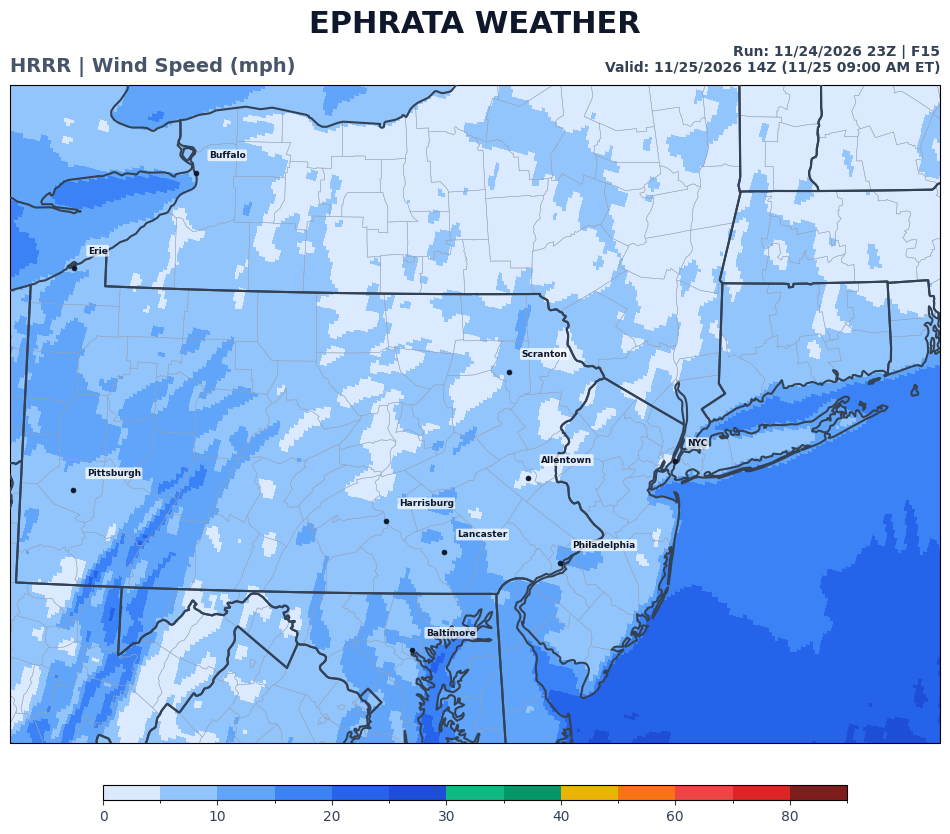 EPHRATA WEATHER
Run: 11/24/2026 23Z | F15
HRRR | Wind Speed (mph)
Valid: 11/25/2026 14Z (11/25 09:00 AM ET)
Buffalo
Erie
Scranton
NYC
Allentown
Pittsburgh
Harrisburg
Lancaster
Philadelphia
Baltimore
0 10 20 30 40 60 80